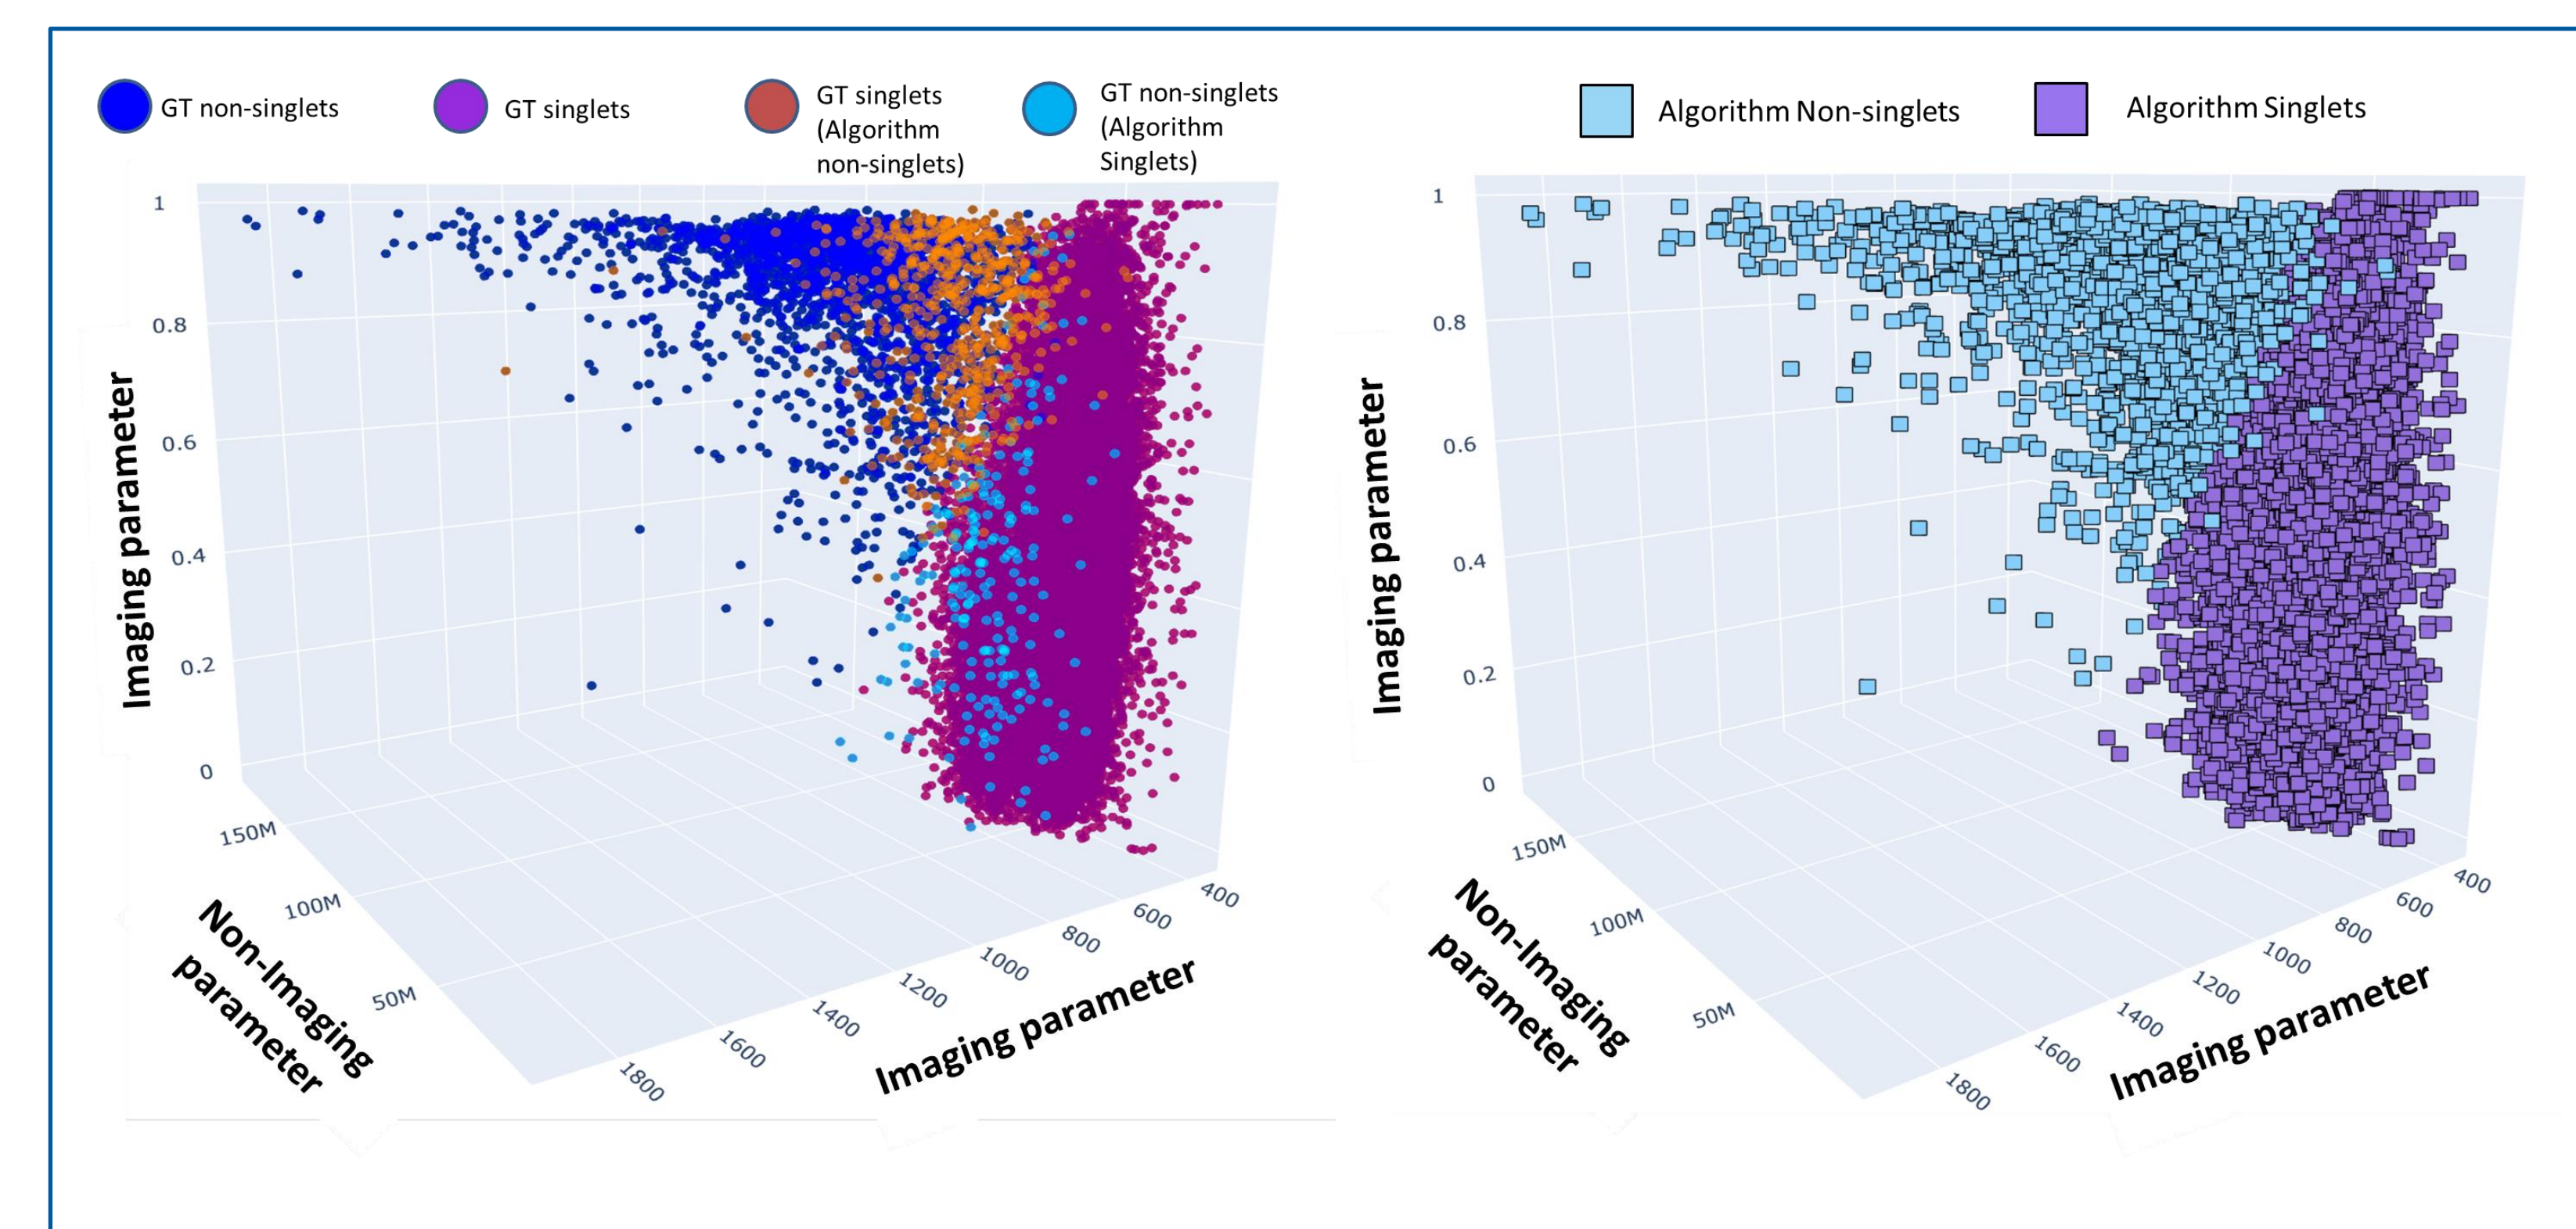 GT non-singlets
GT singlets
GT singlets
(Algorithm
non-singlets)
GT non-singlets
(Algorithm
Singlets)
Algorithm Non-singlets
Algorithm Singlets
1
0.8
0.6
0.4
0.2
0
Imaging parameter
150M
100M
50M
Non-Imaging
parameter
1800
1600
1400
1200
1000
800
600
400
Imaging parameter
1
0.8
0.6
0.4
0.2
0
Imaging parameter
150M
100M
50M
Non-Imaging
parameter
1800
1600
1400
1200
1000
800
600
400
Imaging parameter